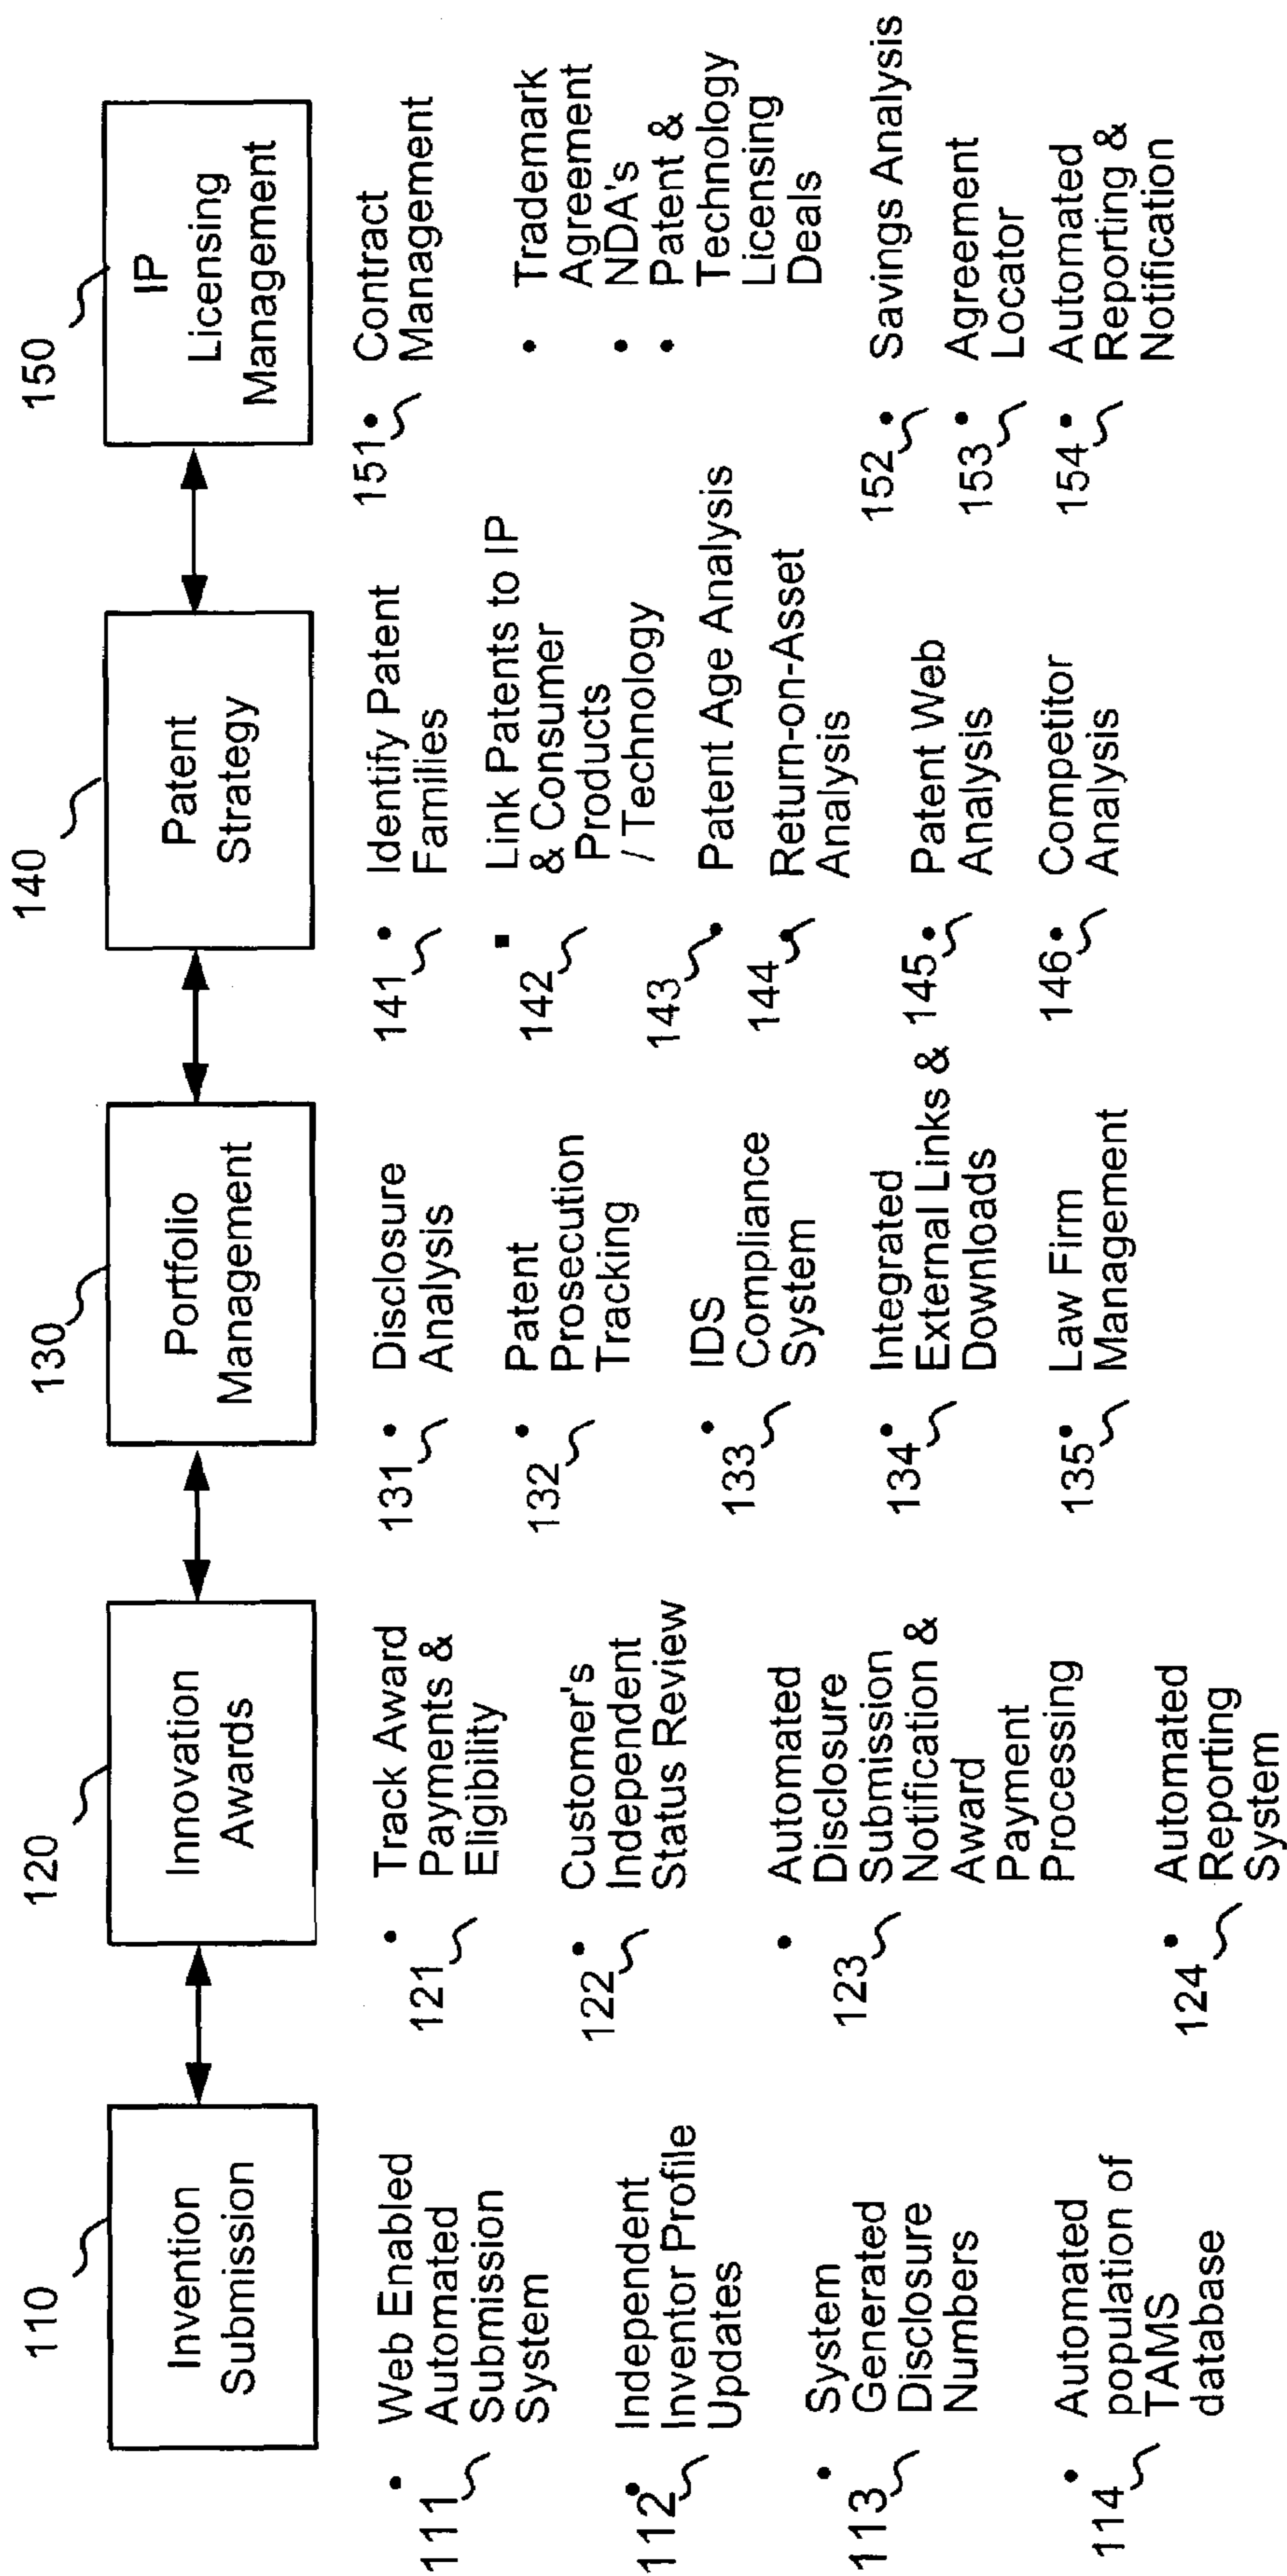 110
Invention
Submission
111
• Web Enabled
Automated
Submission
System
112
• Independent
Inventor Profile
Updates
113
• System
Generated
Disclosure
Numbers
114
• Automated
population of
TAMS
database
120
Innovation
Awards
121
• Track Award
Payments &
Eligibility
122
• Customer's
Independent
Status Review
123
• Automated
Disclosure
Submission
Notification &
Award
Payment
Processing
124
• Automated
Reporting
System
130
Portfolio
Management
131
• Disclosure
Analysis
132
• Patent
Prosecution
Tracking
133
• IDS
Compliance
System
134
• Integrated
External Links &
Downloads
135
• Law Firm
Management
140
Patent
Strategy
141
• Identify Patent
Families
142
▪ Link Patents to IP
& Consumer
Products
/ Technology
143
• Patent Age Analysis
144
• Return-on-Asset
Analysis
145
• Patent Web
Analysis
146
• Competitor
Analysis
150
IP
Licensing
Management
151
• Contract
Management
• Trademark
Agreement
• NDA's
• Patent &
Technology
Licensing
Deals
152
• Savings Analysis
153
• Agreement
Locator
154
• Automated
Reporting &
Notification